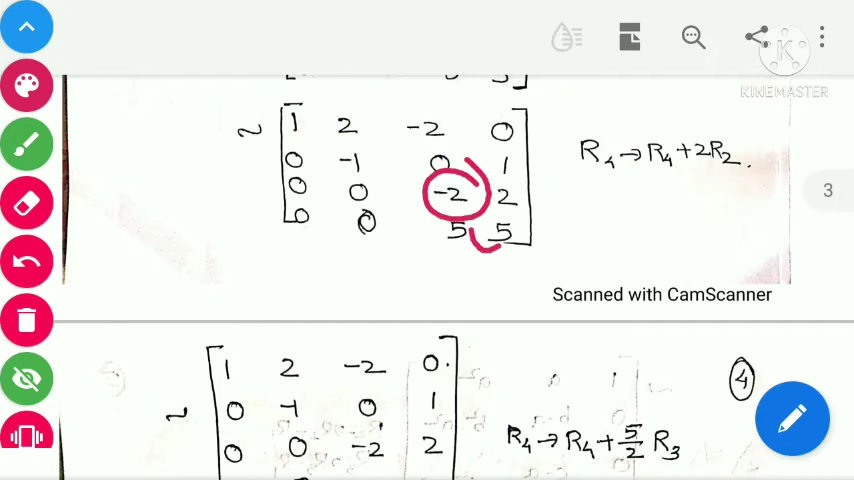 K
KINEMASTER
~ [1 2 -2 0
0 -1 0 1
0 0 -2 2
0 0 5 5] R4→R4+2R2.
3
Scanned with CamScanner
~ [1 2 -2 0
0 -1 0 1
0 0 -2 2 R4→R4+5/2 R3
4